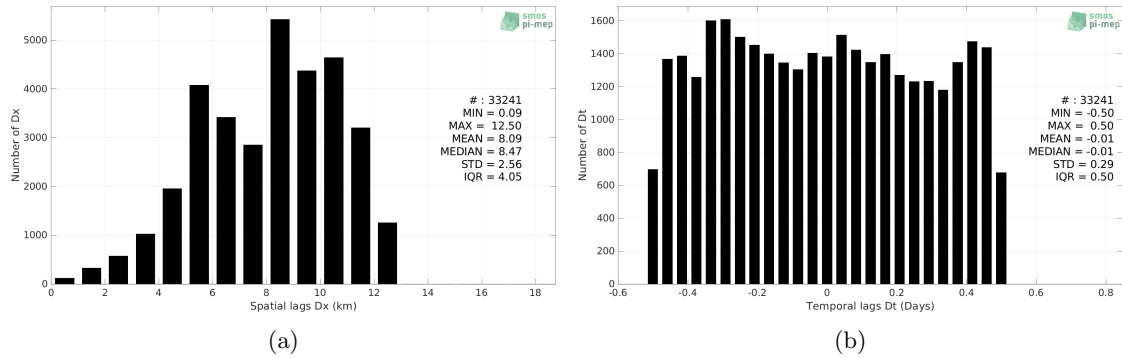 smos
pi-mep
5000
4000
3000
2000
1000
0
Number of Dx
# : 33241
MIN = 0.09
MAX = 12.50
MEAN = 8.09
MEDIAN = 8.47
STD = 2.56
IQR = 4.05
0 2 4 6 8 10 12 14 16 18
Spatial lags Dx (km)
(a)
smos
pi-mep
1600
1400
1200
1000
800
600
400
200
0
Number of Dt
# : 33241
MIN = -0.50
MAX = 0.50
MEAN = -0.01
MEDIAN = -0.01
STD = 0.29
IQR = 0.50
-0.6 -0.4 -0.2 0 0.2 0.4 0.6 0.8
Temporal lags Dt (Days)
(b)